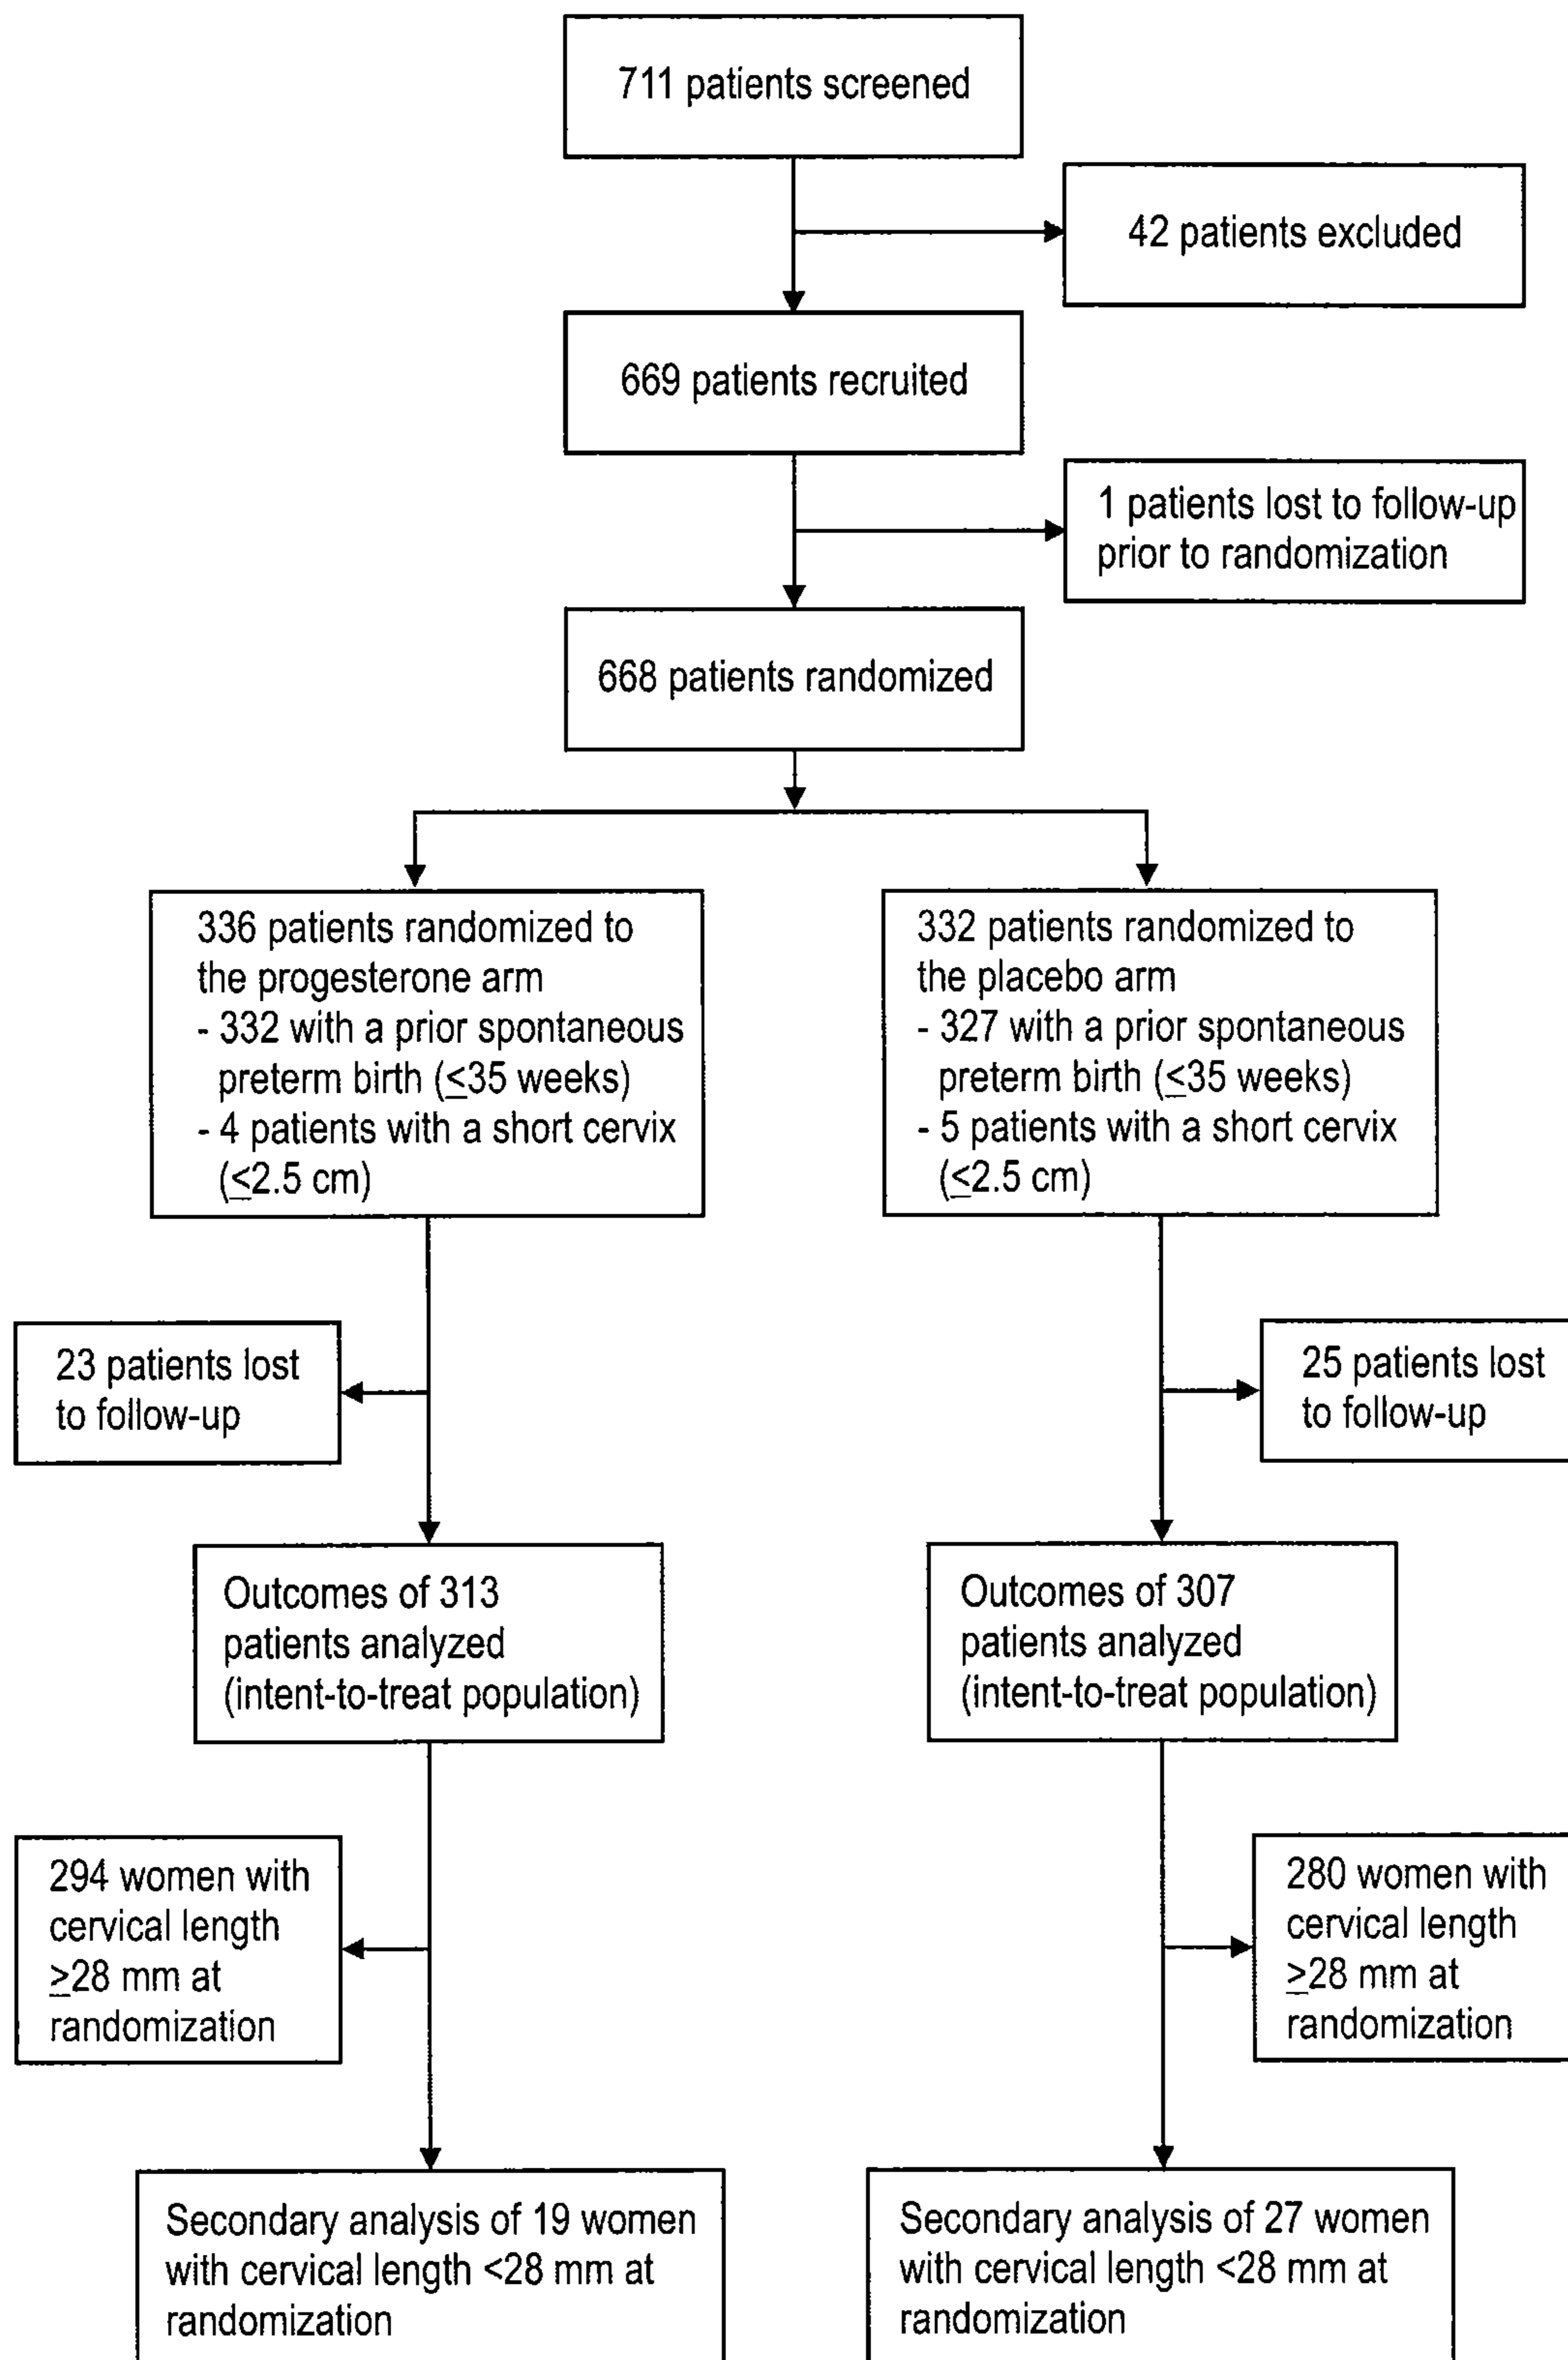 711 patients screened
42 patients excluded
669 patients recruited
1 patients lost to follow-up
prior to randomization
668 patients randomized
336 patients randomized to
the progesterone arm
- 332 with a prior spontaneous
preterm birth (≤35 weeks)
- 4 patients with a short cervix
(≤2.5 cm)
332 patients randomized to
the placebo arm
- 327 with a prior spontaneous
preterm birth (≤35 weeks)
- 5 patients with a short cervix
(≤2.5 cm)
23 patients lost
to follow-up
25 patients lost
to follow-up
Outcomes of 313
patients analyzed
(intent-to-treat population)
Outcomes of 307
patients analyzed
(intent-to-treat population)
294 women with
cervical length
≥28 mm at
randomization
280 women with
cervical length
≥28 mm at
randomization
Secondary analysis of 19 women
with cervical length <28 mm at
randomization
Secondary analysis of 27 women
with cervical length <28 mm at
randomization